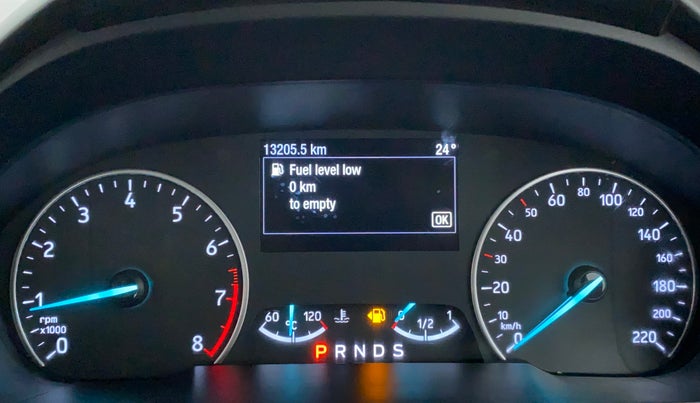 13205.5 km 24°
Fuel level low
0 km
to empty
OK
0 1 2 3 4 5 6 7 8
rpm
x1000
60 °C 120
0 1/2 1
P R N D S
0 10 20 30 40 50 60 80 100 120 140 160 180 200 220
km/h